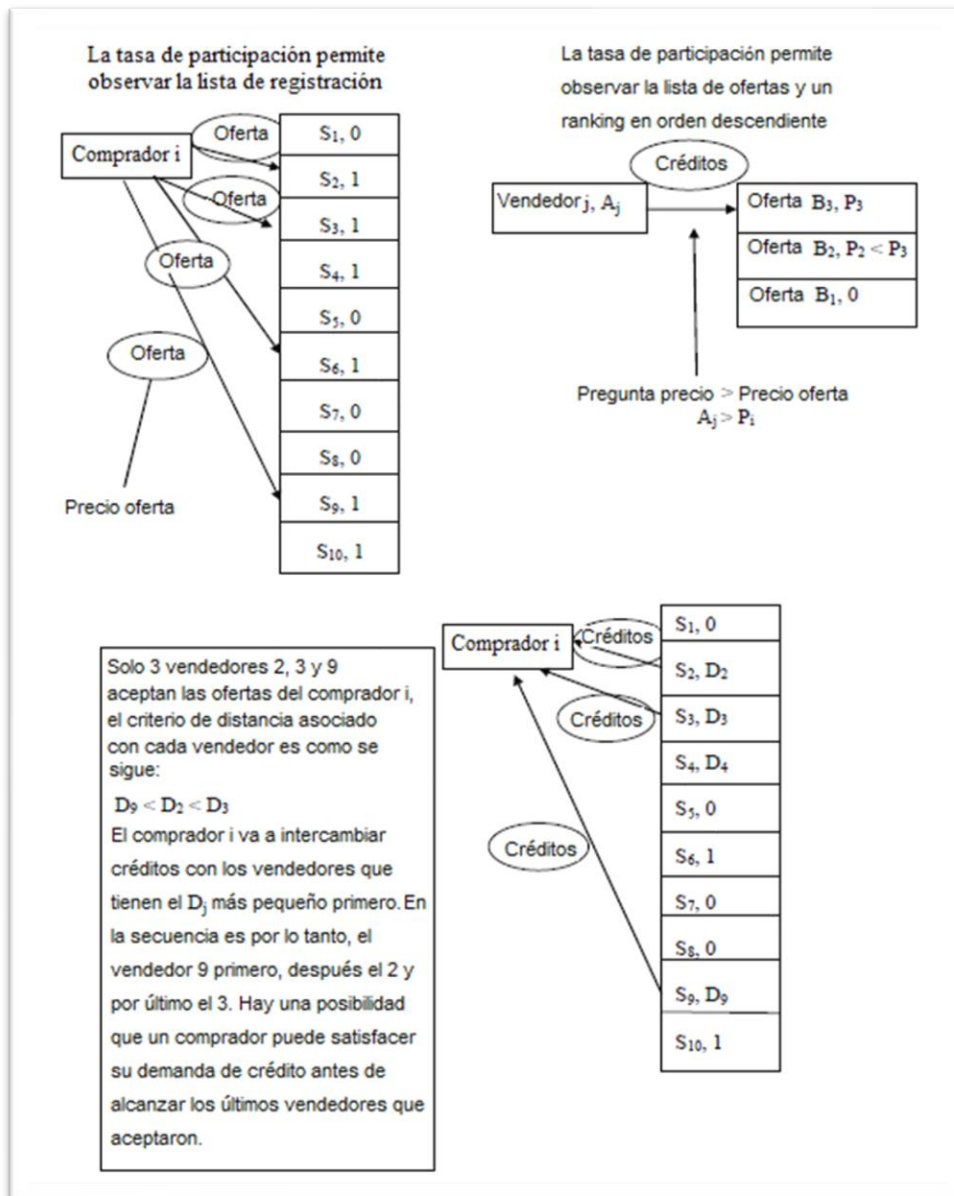 La tasa de participación permite
observar la lista de registración
Comprador i
Oferta
Oferta
Oferta
Oferta
Precio oferta
S₁, 0
S₂, 1
S₃, 1
S₄, 1
S₅, 0
S₆, 1
S₇, 0
S₈, 0
S₉, 1
S₁₀, 1
La tasa de participación permite
observar la lista de ofertas y un
ranking en orden descendiente
Créditos
Vendedor j, Aⱼ
Oferta B₃, P₃
Oferta B₂, P₂ < P₃
Oferta B₁, 0
Pregunta precio > Precio oferta
Aⱼ > Pᵢ
Solo 3 vendedores 2, 3 y 9
aceptan las ofertas del comprador i,
el criterio de distancia asociado
con cada vendedor es como se
sigue:
D₉ < D₂ < D₃
El comprador i va a intercambiar
créditos con los vendedores que
tienen el Dⱼ más pequeño primero. En
la secuencia es por lo tanto, el
vendedor 9 primero, después el 2 y
por último el 3. Hay una posibilidad
que un comprador puede satisfacer
su demanda de crédito antes de
alcanzar los últimos vendedores que
aceptaron.
Comprador i
Créditos
Créditos
Créditos
S₁, 0
S₂, D₂
S₃, D₃
S₄, D₄
S₅, 0
S₆, 1
S₇, 0
S₈, 0
S₉, D₉
S₁₀, 1